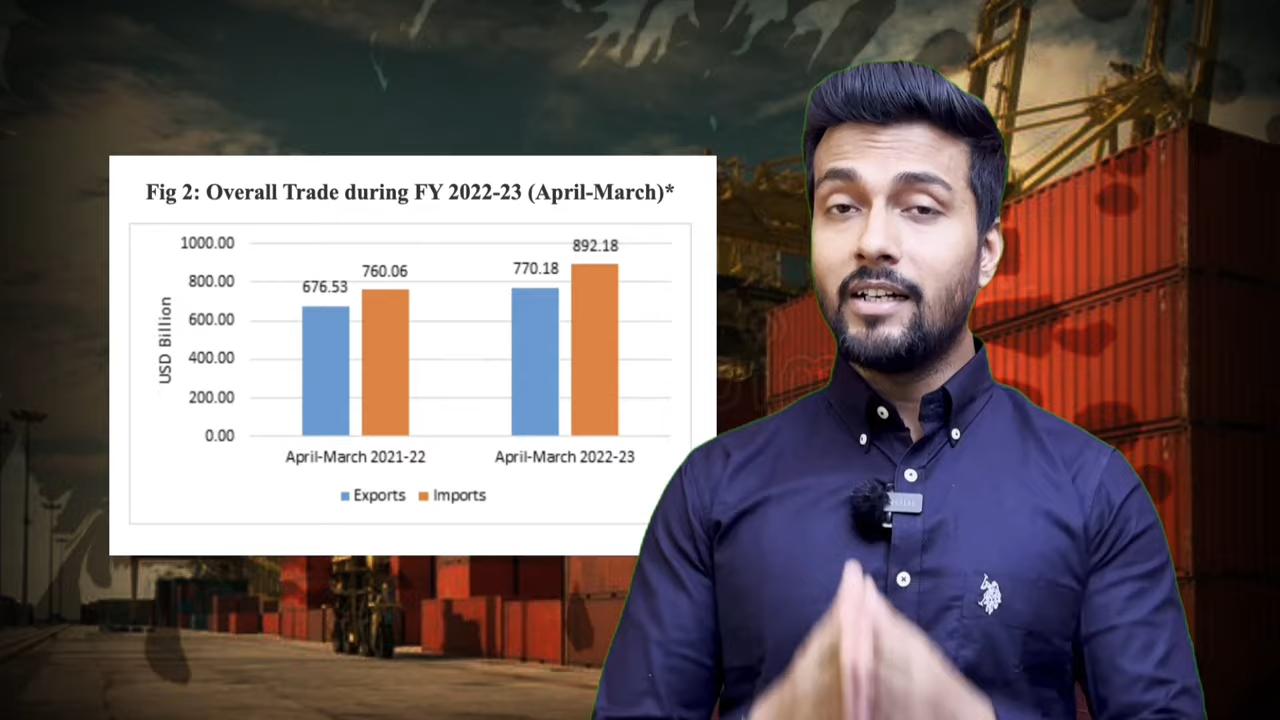 Fig 2: Overall Trade during FY 2022-23 (April-March)*
1000.00
800.00
600.00
400.00
200.00
0.00
USD Billion
676.53
760.06
770.18
892.18
April-March 2021-22
April-March 2022-23
Exports
Imports